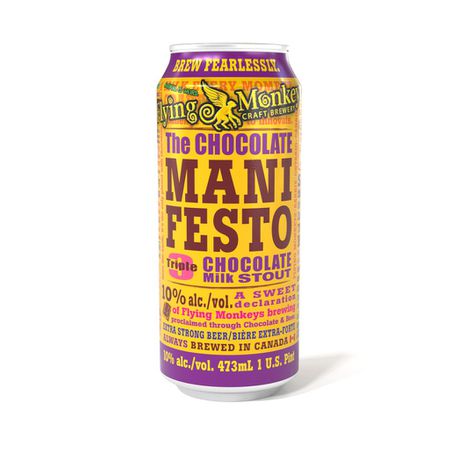 BREW FEARLESSLY.
Flying Monkeys
CRAFT BREWERY
The CHOCOLATE
MANI
FESTO
Triple 3 CHOCOLATE
Milk STOUT
10% alc./vol. A SWEET
declaration
of Flying Monkeys brewing
proclaimed through Chocolate & Beer.
EXTRA STRONG BEER/BIÈRE EXTRA-FORTE
ALWAYS BREWED IN CANADA
10% alc./vol. 473mL 1 U.S. Pint